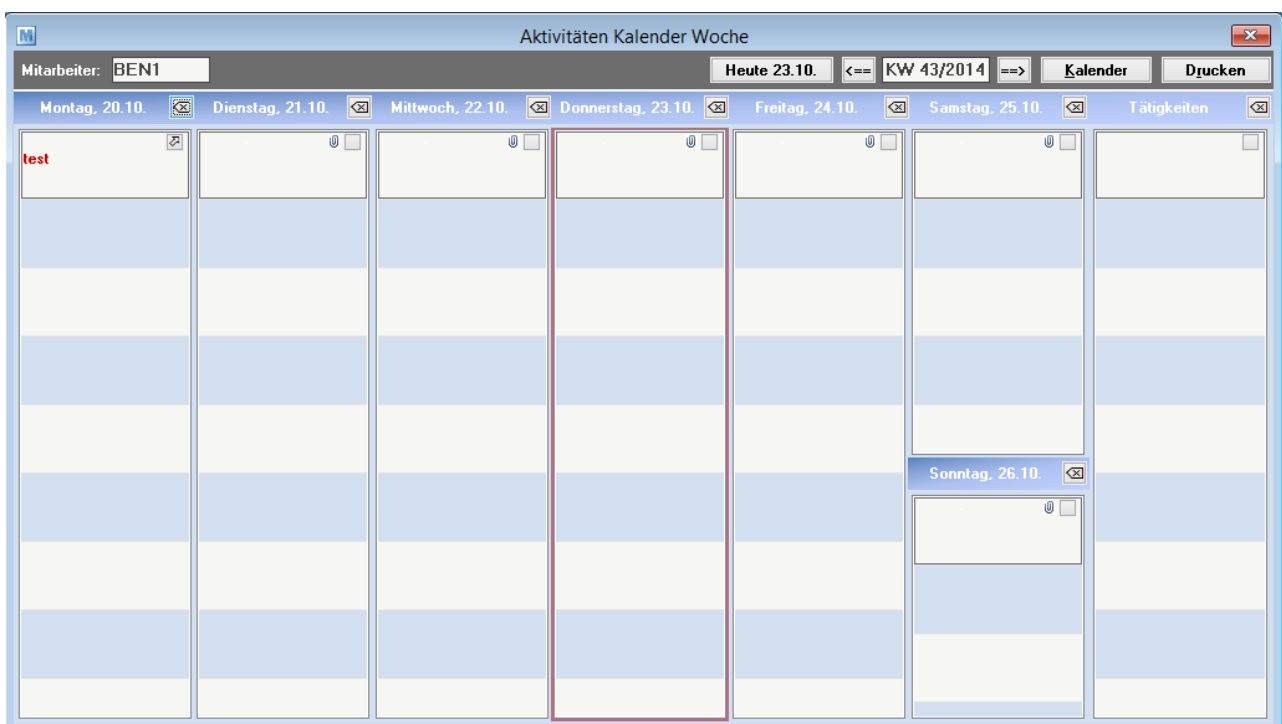 M
Aktivitäten Kalender Woche
Mitarbeiter: BEN1 Heute 23.10. <== KW 43/2014 ==> Kalender Drucken
Montag, 20.10. Dienstag, 21.10. Mittwoch, 22.10. Donnerstag, 23.10. Freitag, 24.10. Samstag, 25.10. Tätigkeiten
test
Sonntag, 26.10.